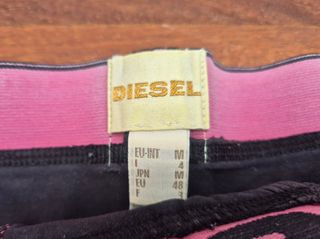 DIESEL
EU-INT M
I 4
JPN M
EU 48
F 3